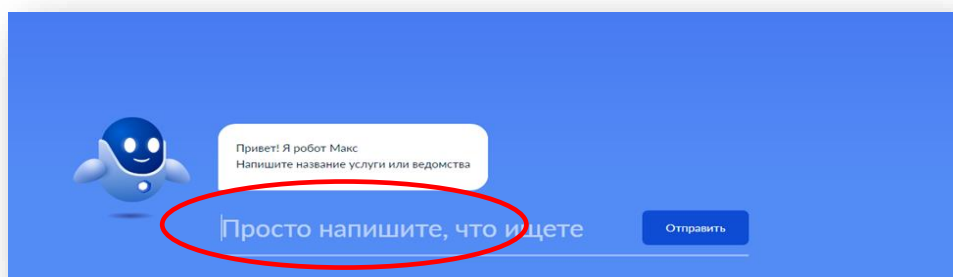 Привет! Я робот Макс
Напишите название услуги или ведомства
Просто напишите, что ищете
Отправить